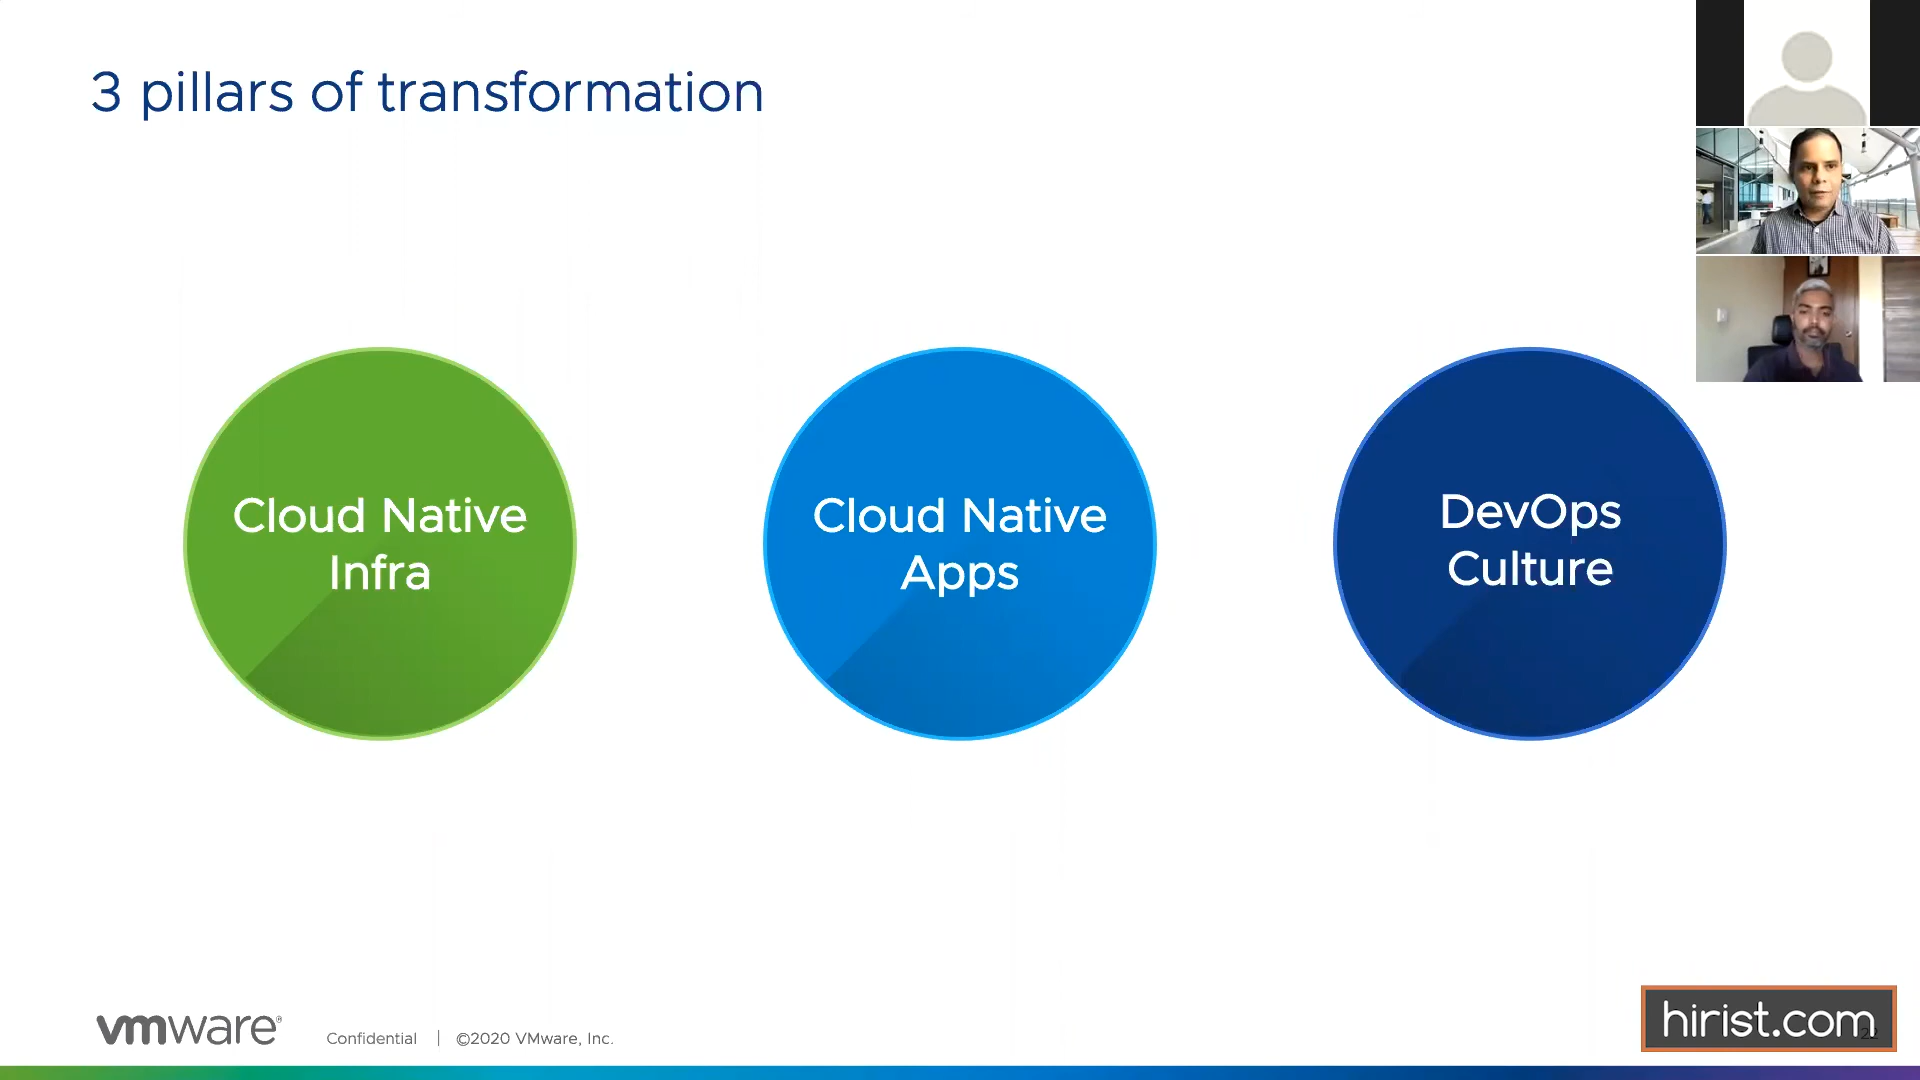 3 pillars of transformation
Cloud Native
Infra
Cloud Native
Apps
DevOps
Culture
vmware®
Confidential | ©2020 VMware, Inc.
hirist.com
22